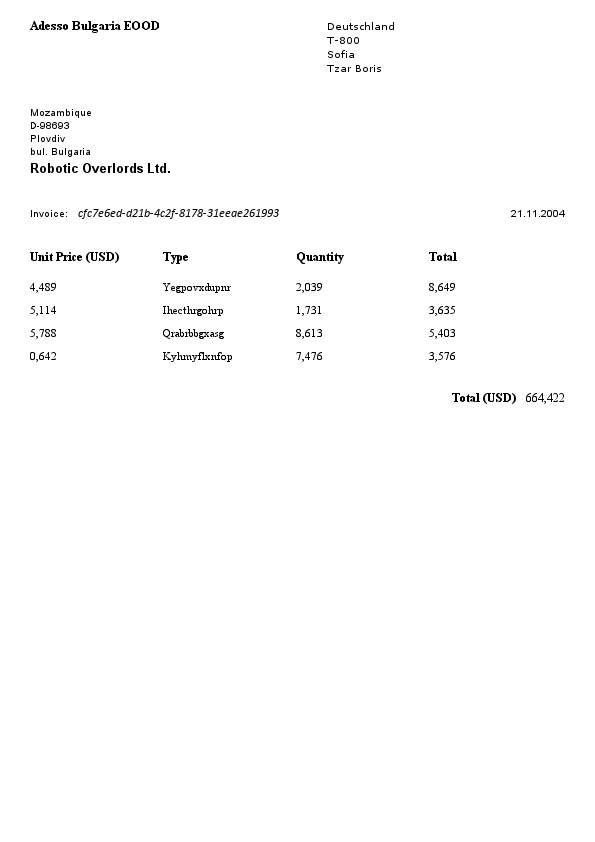 Adesso Bulgaria EOOD
Deutschland
T-800
Sofia
Tzar Boris
Mozambique
D-98693
Plovdiv
bul. Bulgaria
Robotic Overlords Ltd.
Invoice: cfc7e6ed-d21b-4c2f-8178-31eeae261993 21.11.2004
Unit Price (USD) Type Quantity Total
4,489 Yegpovxdupnr 2,039 8,649
5,114 Ihecthrgohrp 1,731 3,635
5,788 Qrabrbbgxasg 8,613 5,403
0,642 Kyhmyflxnfop 7,476 3,576
Total (USD) 664,422